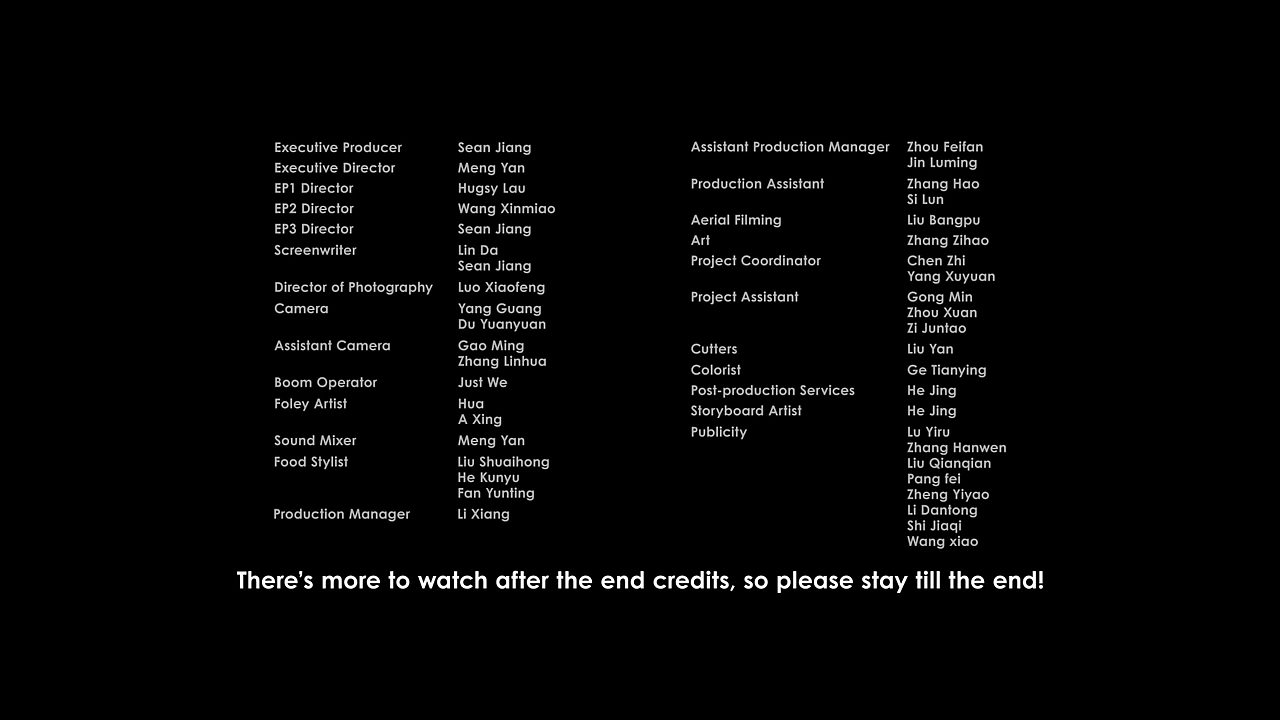 Executive Producer Sean Jiang
Executive Director Meng Yan
EP1 Director Hugsy Lau
EP2 Director Wang Xinmiao
EP3 Director Sean Jiang
Screenwriter Lin Da
Sean Jiang
Director of Photography Luo Xiaofeng
Camera Yang Guang
Du Yuanyuan
Assistant Camera Gao Ming
Zhang Linhua
Boom Operator Just We
Foley Artist Hua
A Xing
Sound Mixer Meng Yan
Food Stylist Liu Shuaihong
He Kunyu
Fan Yunting
Production Manager Li Xiang
Assistant Production Manager Zhou Feifan
Jin Luming
Production Assistant Zhang Hao
Si Lun
Aerial Filming Liu Bangpu
Art Zhang Zihao
Project Coordinator Chen Zhi
Yang Xuyuan
Project Assistant Gong Min
Zhou Xuan
Zi Juntao
Cutters Liu Yan
Colorist Ge Tianying
Post-production Services He Jing
Storyboard Artist He Jing
Publicity Lu Yiru
Zhang Hanwen
Liu Qianqian
Pang fei
Zheng Yiyao
Li Dantong
Shi Jiaqi
Wang xiao
There's more to watch after the end credits, so please stay till the end!